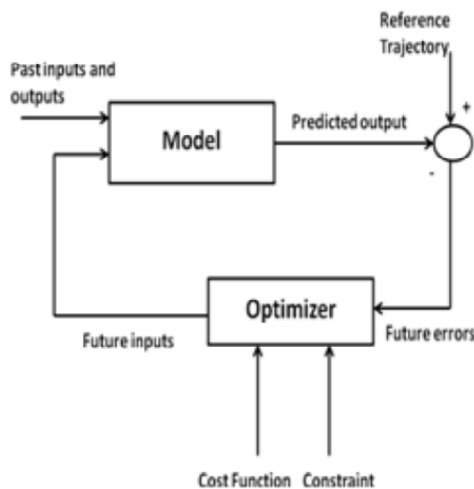 Reference
Trajectory
Past inputs and
outputs
+
Model
Predicted output
-
Optimizer
Future inputs
Future errors
Cost Function
Constraint